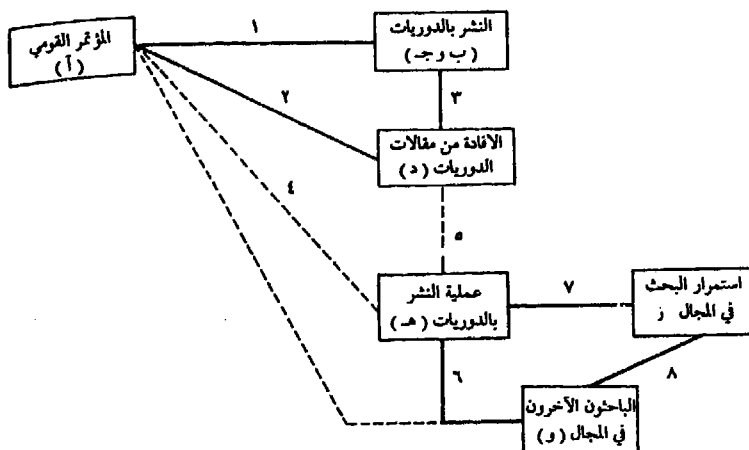 المؤتمر القومي
( آ )
١
النشر بالدوريات
( ب و جـ )
٢
٣
الافادة من مقالات
الدوريات ( د )
٤
٥
عملية النشر
بالدوريات ( هـ )
٧
استمرار البحث
في المجال ز
٦
٨
الباحثون الآخرون
في المجال ( و )